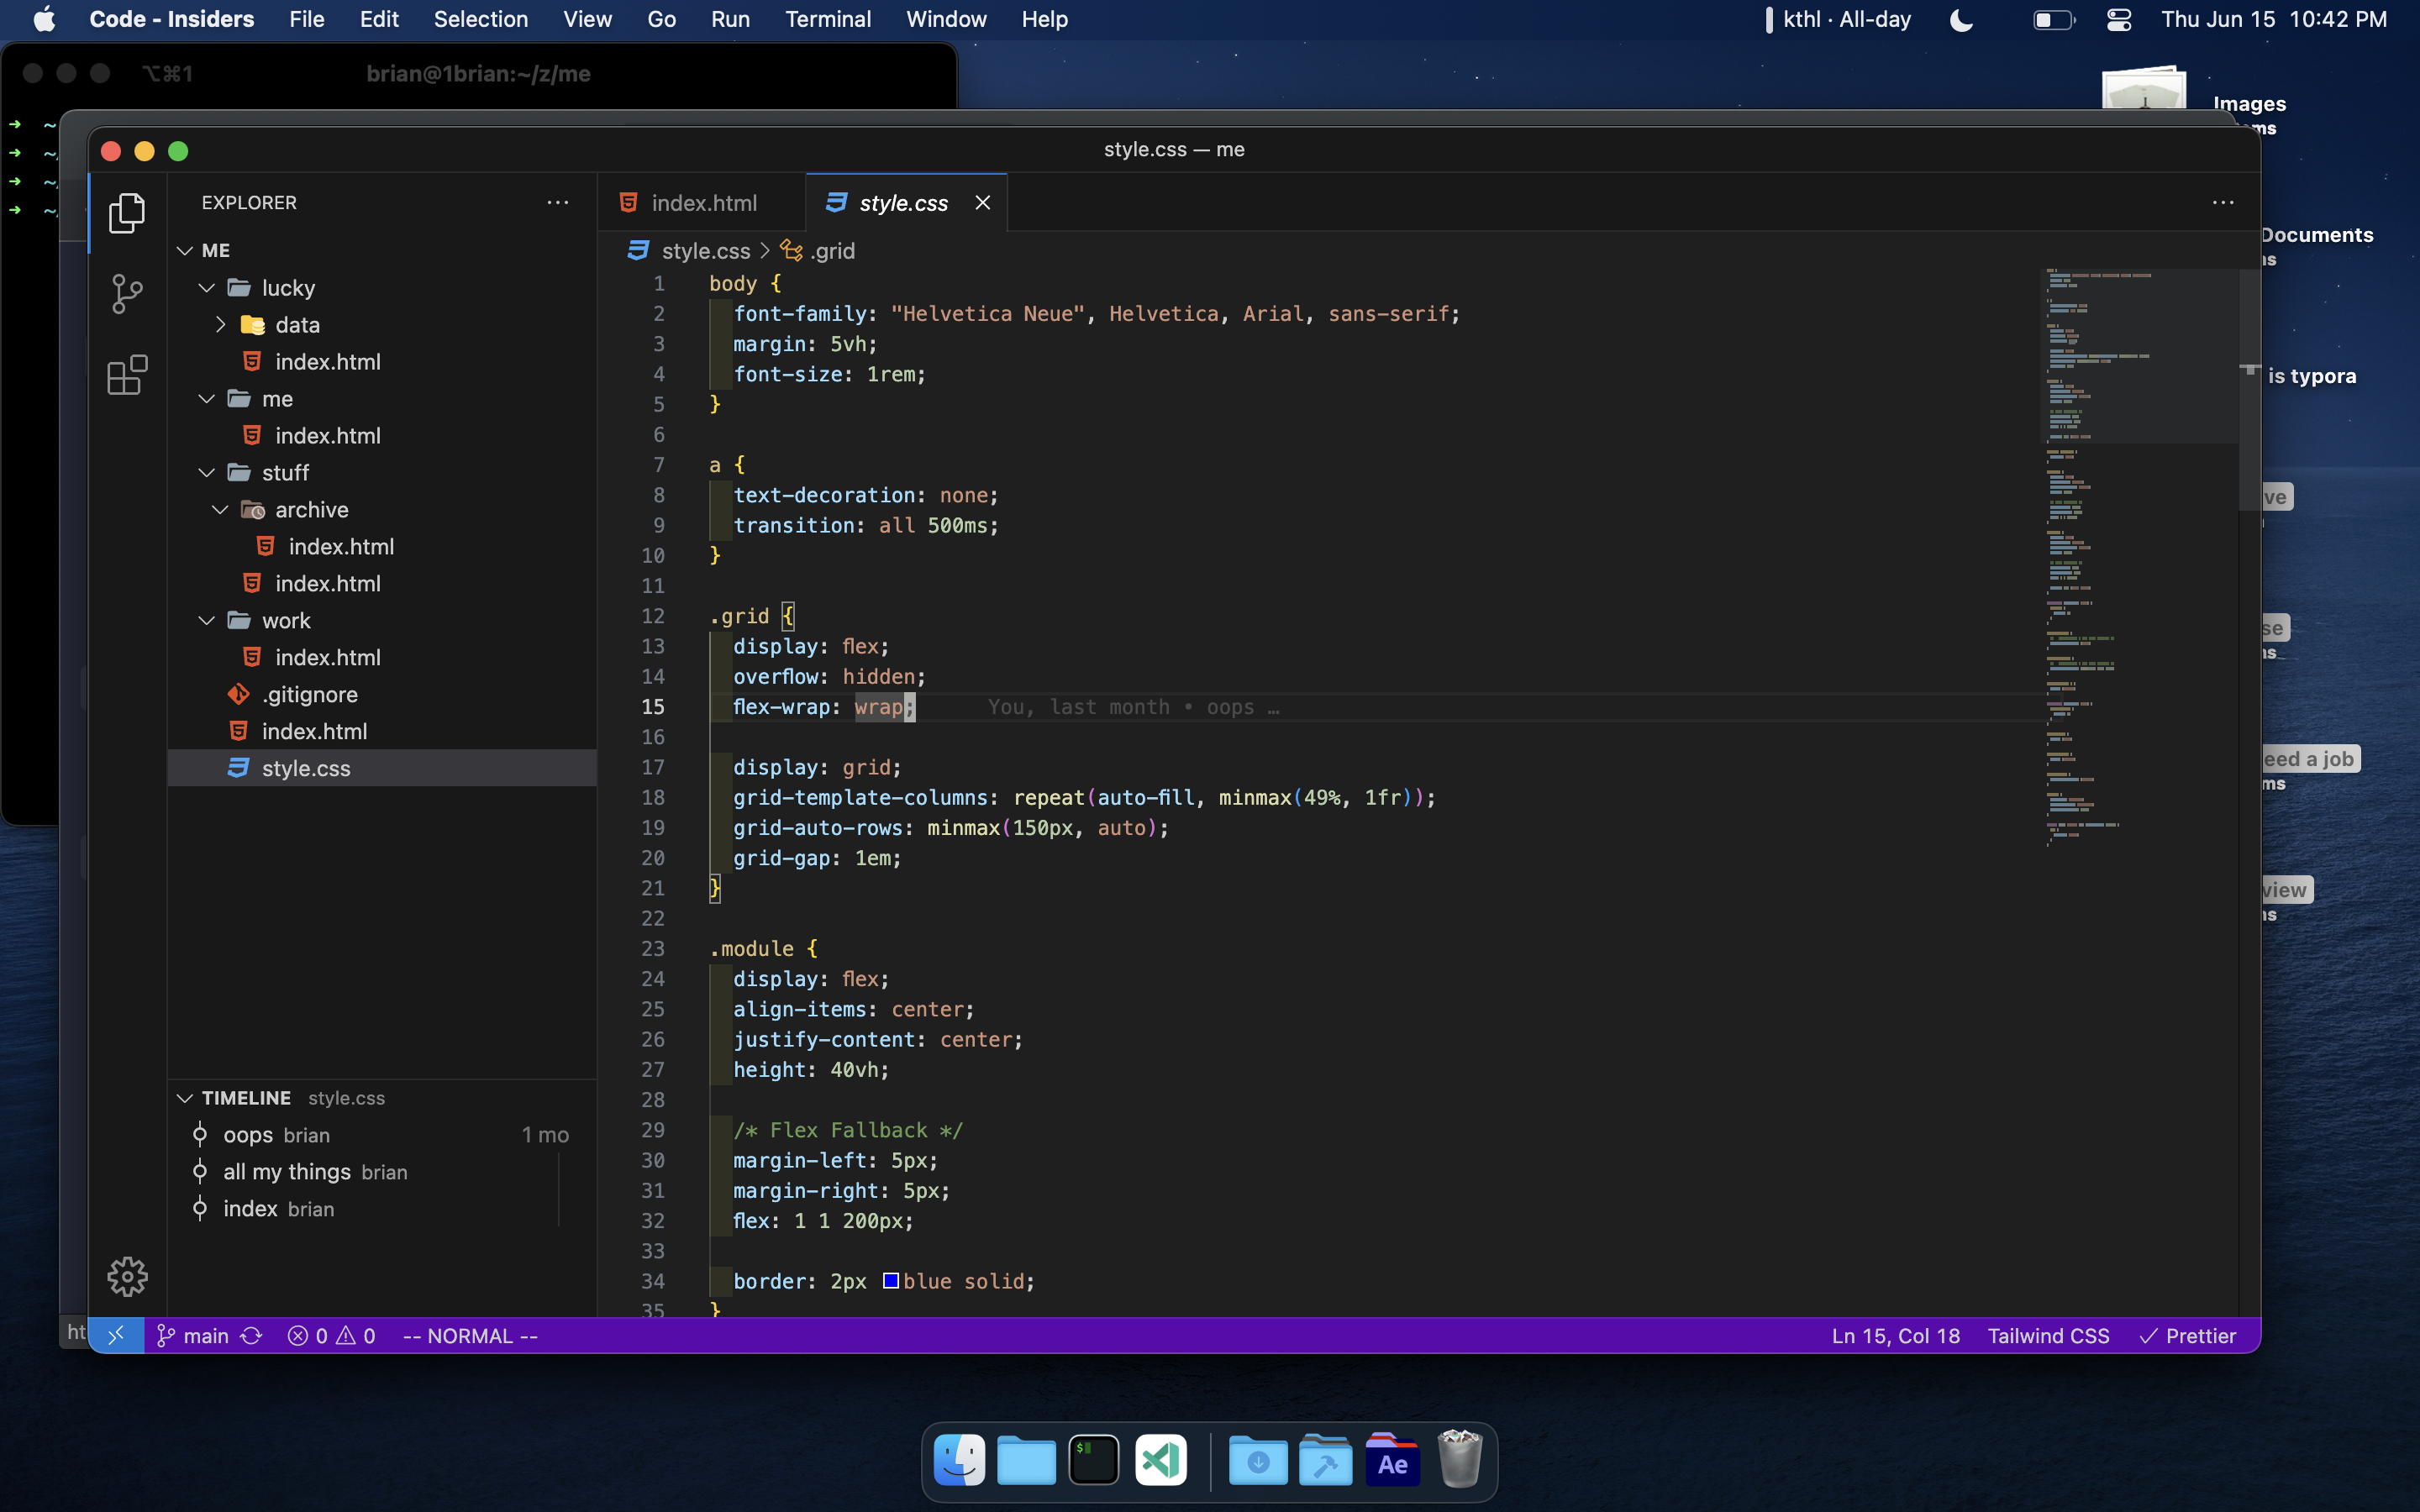 Code - Insiders File Edit Selection View Go Run Terminal Window Help
kthl · All-day
Thu Jun 15 10:42 PM
⌥⌘1
brian@1brian:~/z/me
➜ ~
➜ ~
➜ ~
➜ ~
Images
ms
Documents
is typora
eed a job
ms
style.css — me
EXPLORER
ME
lucky
data
index.html
me
index.html
stuff
archive
index.html
index.html
work
index.html
.gitignore
index.html
style.css
TIMELINE style.css
oops brian 1 mo
all my things brian
index brian
index.html
style.css
style.css > .grid
1 body {
2 font-family: "Helvetica Neue", Helvetica, Arial, sans-serif;
3 margin: 5vh;
4 font-size: 1rem;
5 }
6
7 a {
8 text-decoration: none;
9 transition: all 500ms;
10 }
11
12 .grid {
13 display: flex;
14 overflow: hidden;
15 flex-wrap: wrap; You, last month • oops …
16
17 display: grid;
18 grid-template-columns: repeat(auto-fill, minmax(49%, 1fr));
19 grid-auto-rows: minmax(150px, auto);
20 grid-gap: 1em;
21 }
22
23 .module {
24 display: flex;
25 align-items: center;
26 justify-content: center;
27 height: 40vh;
28
29 /* Flex Fallback */
30 margin-left: 5px;
31 margin-right: 5px;
32 flex: 1 1 200px;
33
34 border: 2px blue solid;
35 }
ht
main 0 0 -- NORMAL --
Ln 15, Col 18 Tailwind CSS Prettier
$
Ae